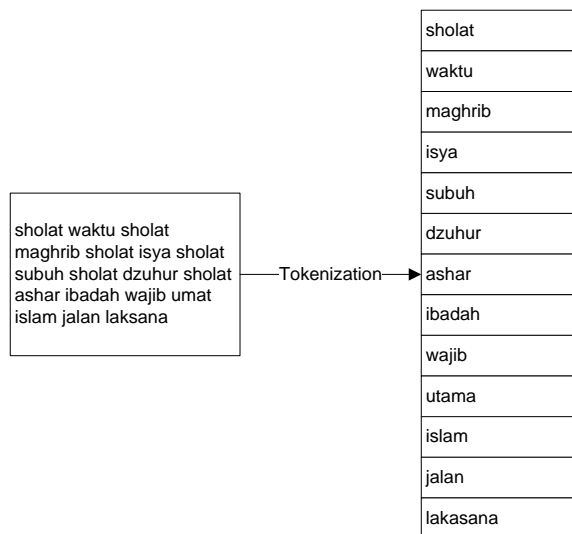 sholat waktu sholat
maghrib sholat isya sholat
subuh sholat dzuhur sholat
ashar ibadah wajib umat
islam jalan laksana
Tokenization
sholat
waktu
maghrib
isya
subuh
dzuhur
ashar
ibadah
wajib
utama
islam
jalan
lakasana